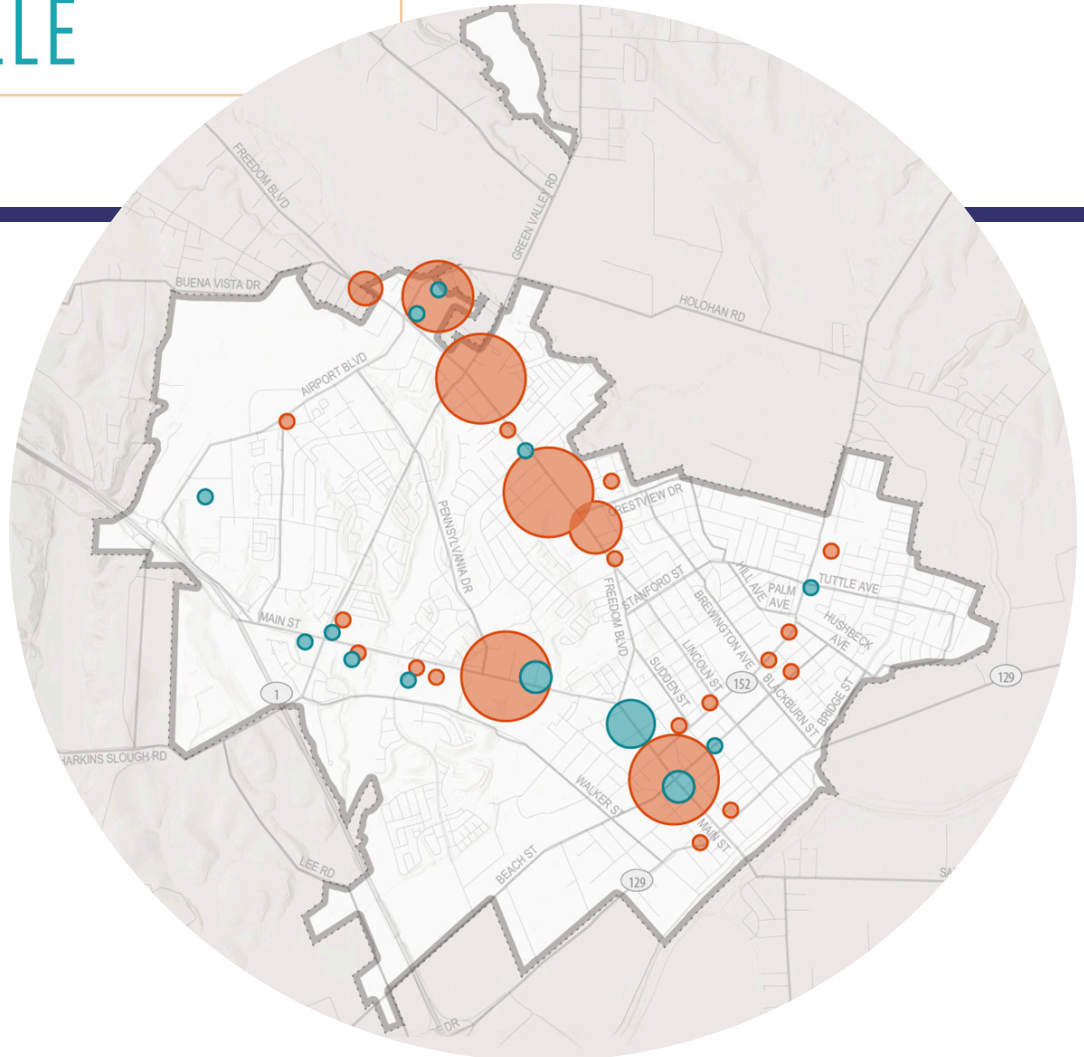 LLE
FREEDOM BLVD
GREEN VALLEY RD
BUENA VISTA DR
HOLOHAN RD
AIRPORT BLVD
CRESTVIEW DR
PENNSYLVANIA DR
HILL AVE
PALM AVE
TUTTLE AVE
STANFORD ST
FREEDOM BLVD
BREWINGTON AVE
HUSHBECK AVE
MAIN ST
LINCOLN ST
SUDDEN ST
152
129
1
BLACKBURN ST
BRIDGE ST
HARKINS SLOUGH RD
WALKER ST
MAIN ST
LEE RD
BEACH ST
129
SA
DR